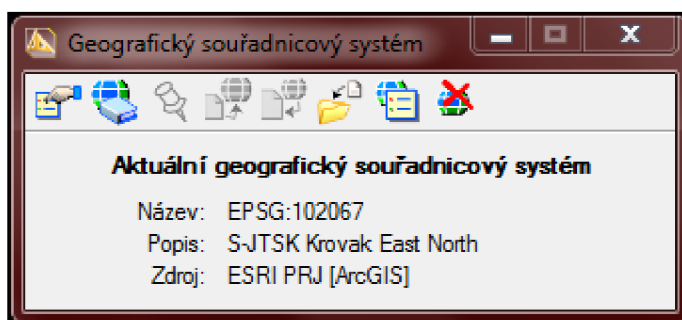 Geografický souřadnicový systém
Aktuální geografický souřadnicový systém
Název: EPSG:102067
Popis: S-JTSK Krovak East North
Zdroj: ESRI PRJ [ArcGIS]